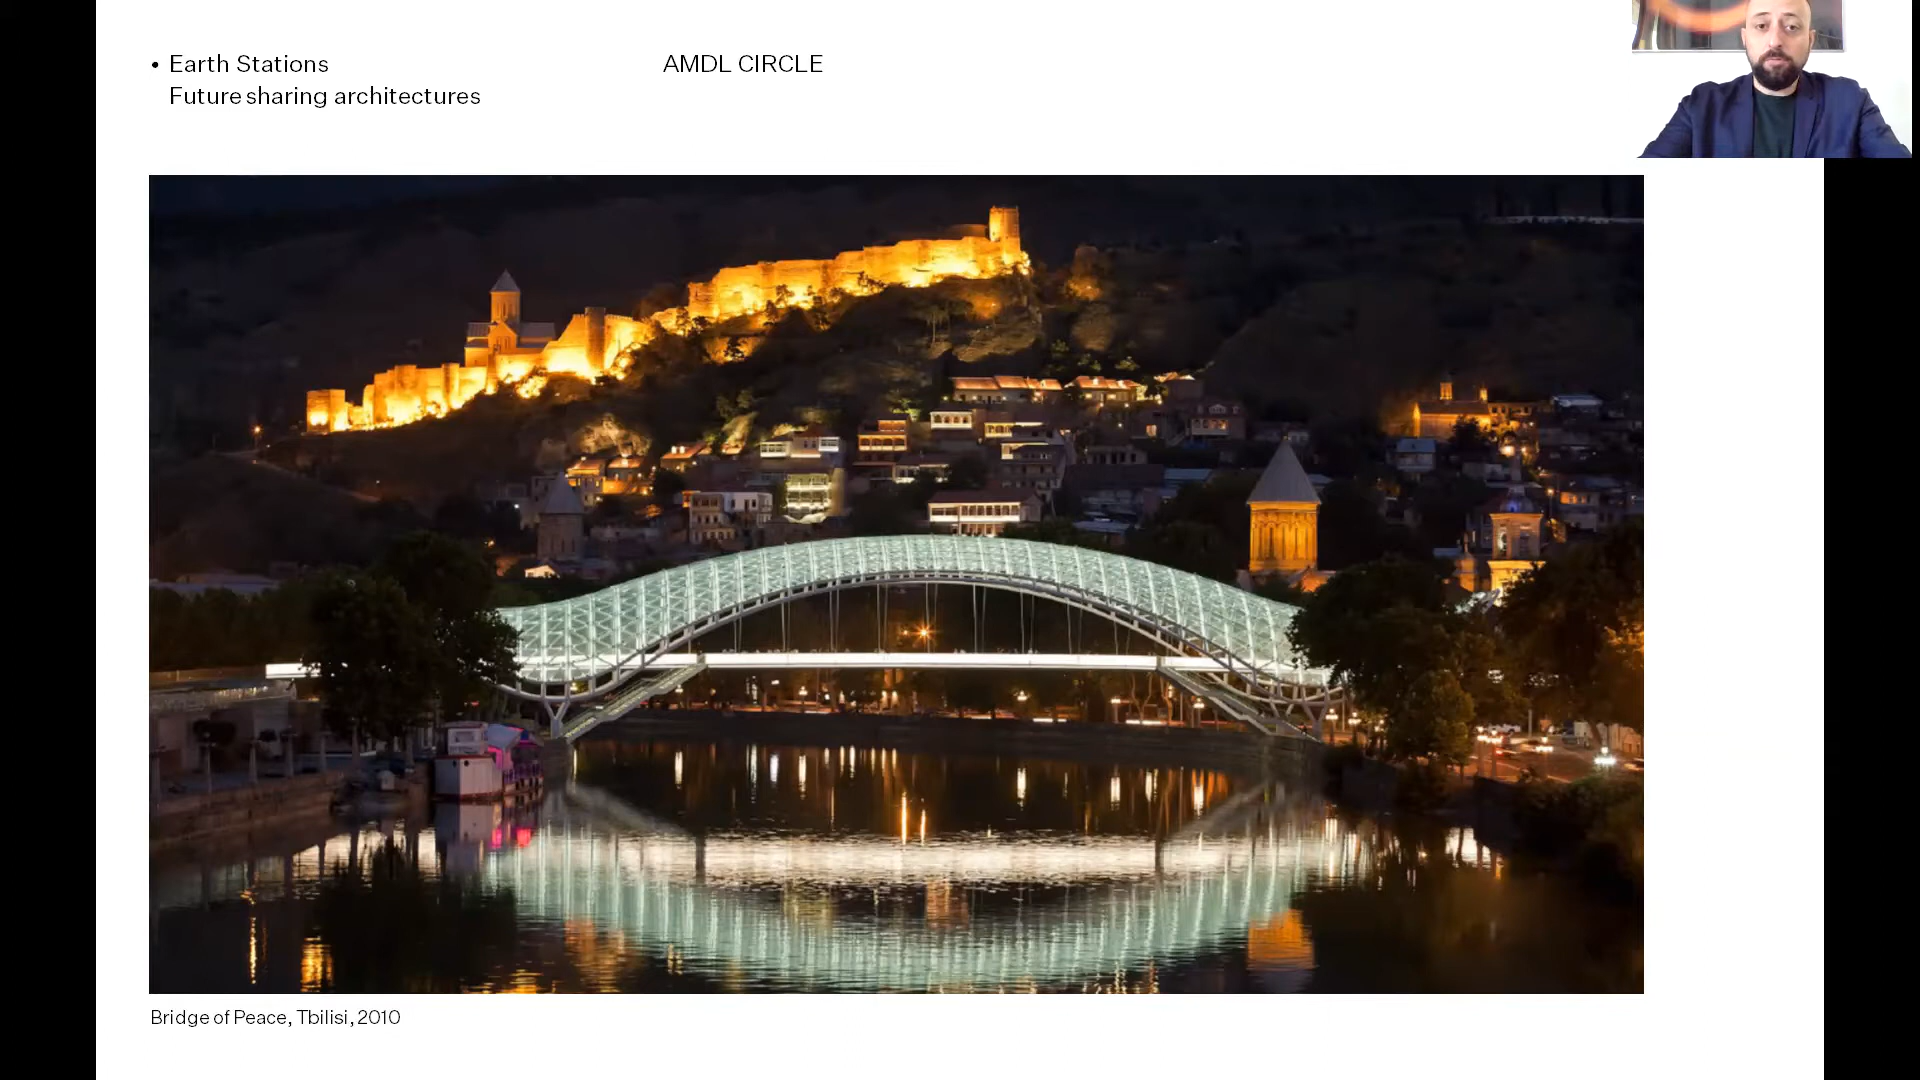 • Earth Stations
Future sharing architectures
AMDL CIRCLE
Bridge of Peace, Tbilisi, 2010